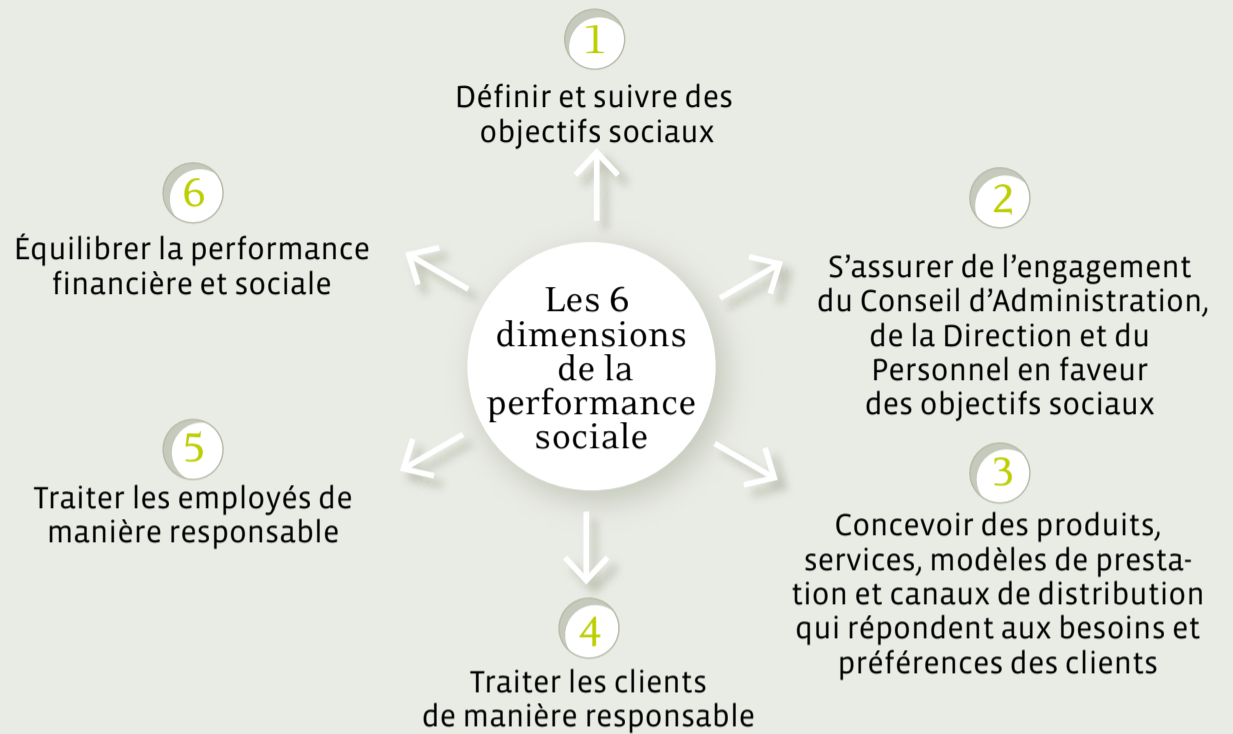 Les 6
dimensions
de la
performance
sociale
1
Définir et suivre des
objectifs sociaux
2
S’assurer de l’engagement
du Conseil d’Administration,
de la Direction et du
Personnel en faveur
des objectifs sociaux
3
Concevoir des produits,
services, modèles de presta-
tion et canaux de distribution
qui répondent aux besoins et
préférences des clients
4
Traiter les clients
de manière responsable
5
Traiter les employés de
manière responsable
6
Équilibrer la performance
financière et sociale